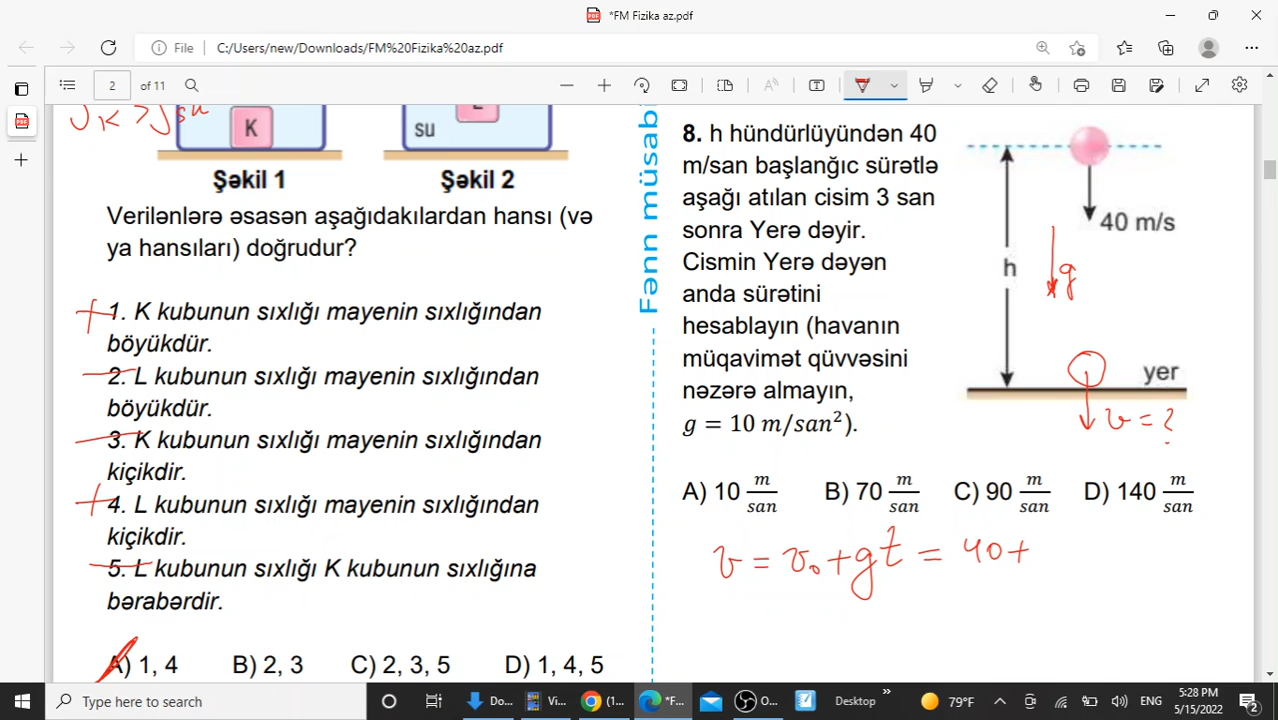 *FM Fizika az.pdf
File C:/Users/new/Downloads/FM%20Fizika%20az.pdf
2 of 11
K
su
Şəkil 1 Şəkil 2
Verilənlərə əsasən aşağıdakılardan hansı (və
ya hansıları) doğrudur?
1. K kubunun sıxlığı mayenin sıxlığından
böyükdür.
2. L kubunun sıxlığı mayenin sıxlığından
böyükdür.
3. K kubunun sıxlığı mayenin sıxlığından
kiçikdir.
4. L kubunun sıxlığı mayenin sıxlığından
kiçikdir.
5. L kubunun sıxlığı K kubunun sıxlığına
bərabərdir.
A) 1, 4 B) 2, 3 C) 2, 3, 5 D) 1, 4, 5
Fənn müsab
8. h hündürlüyündən 40
m/san başlanğıc sürətlə
aşağı atılan cisim 3 san
sonra Yerə dəyir.
Cismin Yerə dəyən
anda sürətini
hesablayın (havanın
müqavimət qüvvəsini
nəzərə almayın,
g = 10 m/san²).
40 m/s
h
g
yer
v = ?
A) 10 m/san B) 70 m/san C) 90 m/san D) 140 m/san
v = v₀ + gt = 40 +
Type here to search
Do... Vi... (1... *F... O... Desktop 79°F ENG
5:28 PM
5/15/2022
2